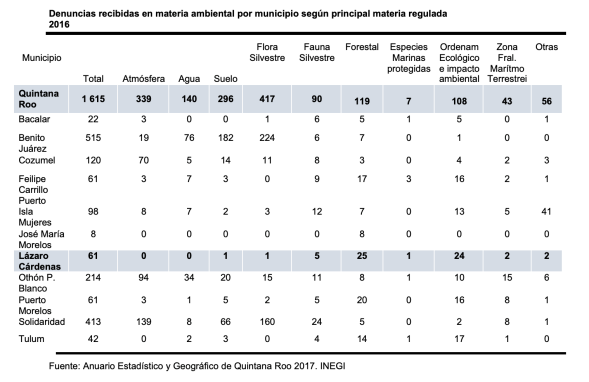 Denuncias recibidas en materia ambiental por municipio según principal materia regulada
2016
Municipio Total Atmósfera Agua Suelo Flora Silvestre Fauna Silvestre Forestal Especies Marinas protegidas Ordenam Ecológico e impacto ambiental Zona Fral. Marítmo Terrestrei Otras
Quintana Roo 1 615 339 140 296 417 90 119 7 108 43 56
Bacalar 22 3 0 0 1 6 5 1 5 0 1
Benito Juárez 515 19 76 182 224 6 7 0 1 0 0
Cozumel 120 70 5 14 11 8 3 0 4 2 3
Feilipe Carrillo Puerto 61 3 7 3 0 9 17 3 16 2 1
Isla Mujeres 98 8 7 2 3 12 7 0 13 5 41
José María Morelos 8 0 0 0 0 0 8 0 0 0 0
Lázaro Cárdenas 61 0 0 1 1 5 25 1 24 2 2
Othón P. Blanco 214 94 34 20 15 11 8 1 10 15 6
Puerto Morelos 61 3 1 5 2 5 20 0 16 8 1
Solidaridad 413 139 8 66 160 24 5 0 2 8 1
Tulum 42 0 2 3 0 4 14 1 17 1 0
Fuente: Anuario Estadístico y Geográfico de Quintana Roo 2017. INEGI